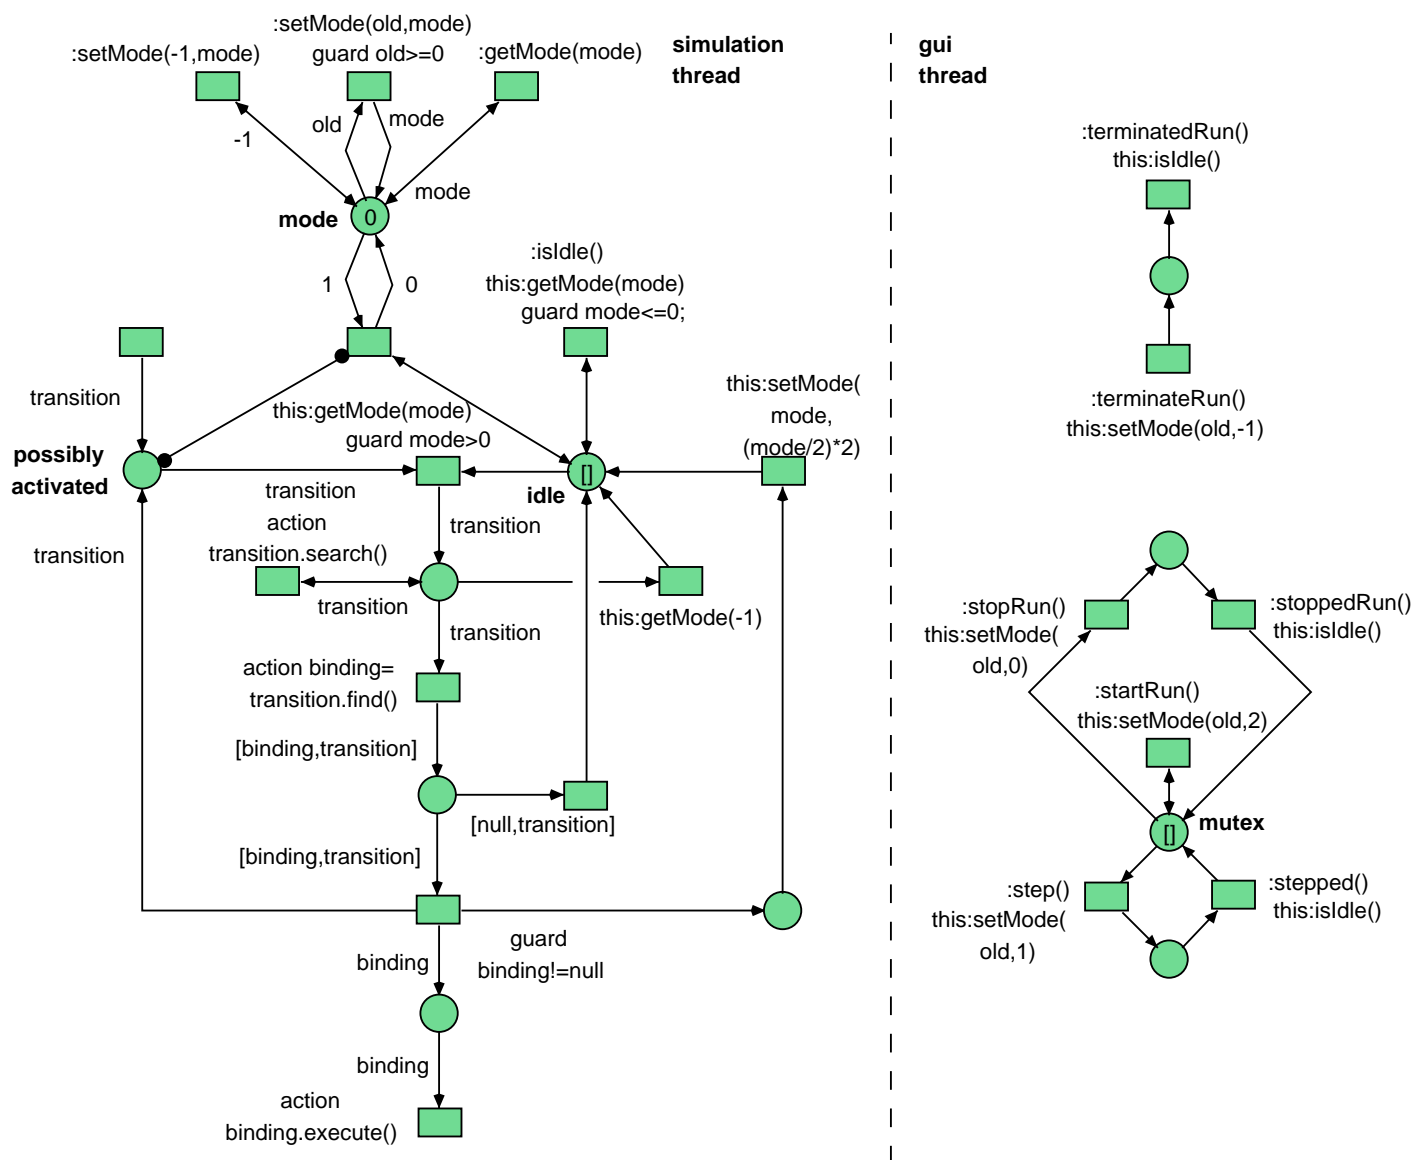 :setMode(old,mode)
:setMode(-1,mode)
guard old>=0
:getMode(mode)
simulation
thread
gui
thread
old
mode
-1
mode
mode
0
:terminatedRun()
this:isIdle()
1
0
:isIdle()
this:getMode(mode)
guard mode<=0;
transition
this:getMode(mode)
guard mode>0
this:setMode(
mode,
(mode/2)*2)
:terminateRun()
this:setMode(old,-1)
possibly
activated
[]
idle
transition
transition
action
transition.search()
transition
transition
this:getMode(-1)
transition
action binding=
transition.find()
[binding,transition]
[null,transition]
[binding,transition]
guard
binding!=null
binding
binding
action
binding.execute()
:stopRun()
this:setMode(
old,0)
:stoppedRun()
this:isIdle()
:startRun()
this:setMode(old,2)
[]
mutex
:step()
this:setMode(
old,1)
:stepped()
this:isIdle()